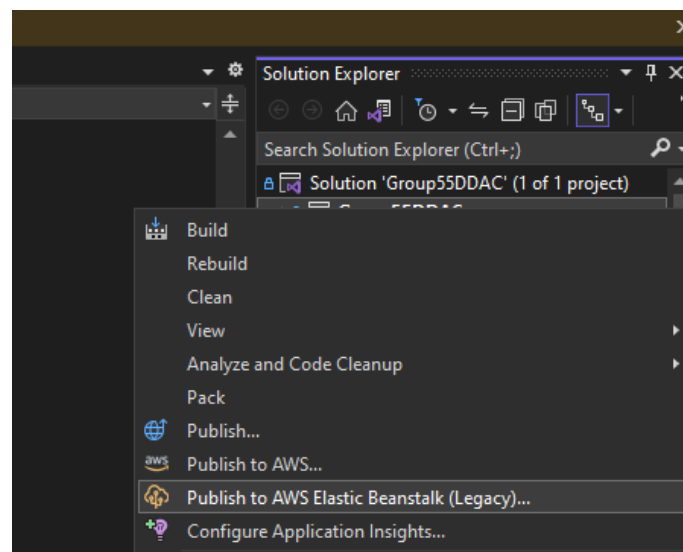 Solution Explorer
Search Solution Explorer (Ctrl+;)
Solution 'Group55DDAC' (1 of 1 project)
Build
Rebuild
Clean
View
Analyze and Code Cleanup
Pack
Publish...
aws
Publish to AWS...
Publish to AWS Elastic Beanstalk (Legacy)...
Configure Application Insights...